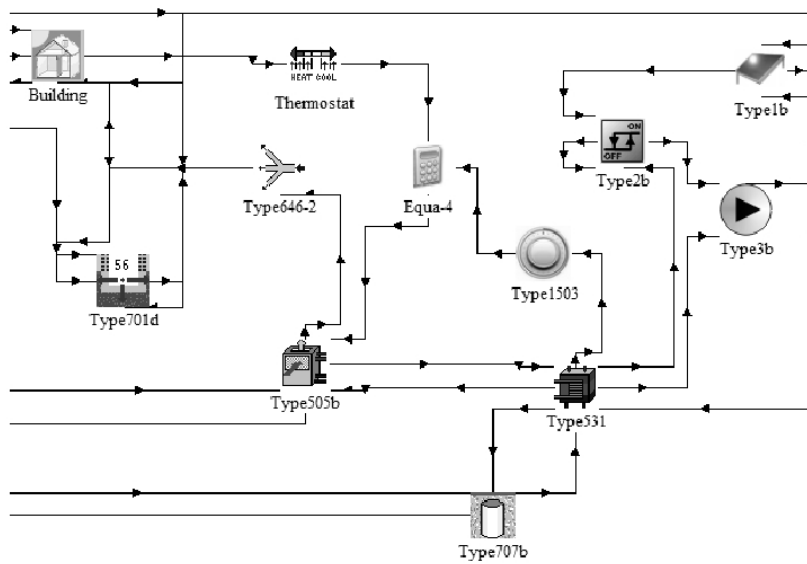 Building
HEAT COOL
Thermostat
Type1b
ON
OFF
Type2b
Type646-2
Equa-4
Type3b
56
Type701d
Type1503
Type505b
Type531
Type707b